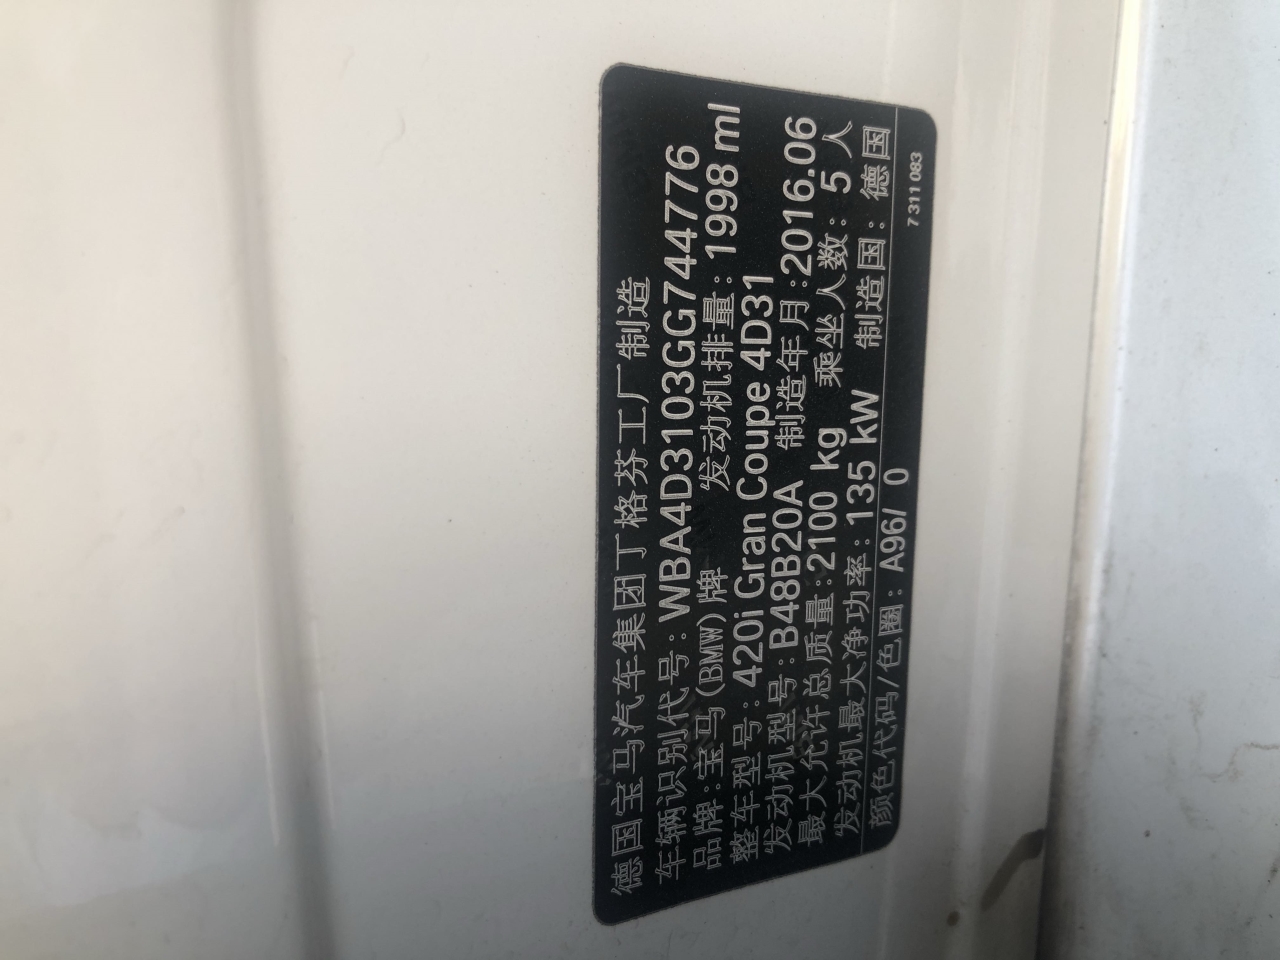 德国宝马汽车集团丁格芬工厂制造
车辆识别代号:WBA4D3103GG744776
品牌:宝马(BMW)牌 发动机排量: 1998 ml
整车型号: 420i Gran Coupe 4D31
发动机型号:B48B20A 制造年月:2016.06
最大允许总质量:2100 kg 乘坐人数: 5 人
发动机最大净功率:135 kW 制造国: 德国
颜色代码/色圈: A96/ 0
7311 083